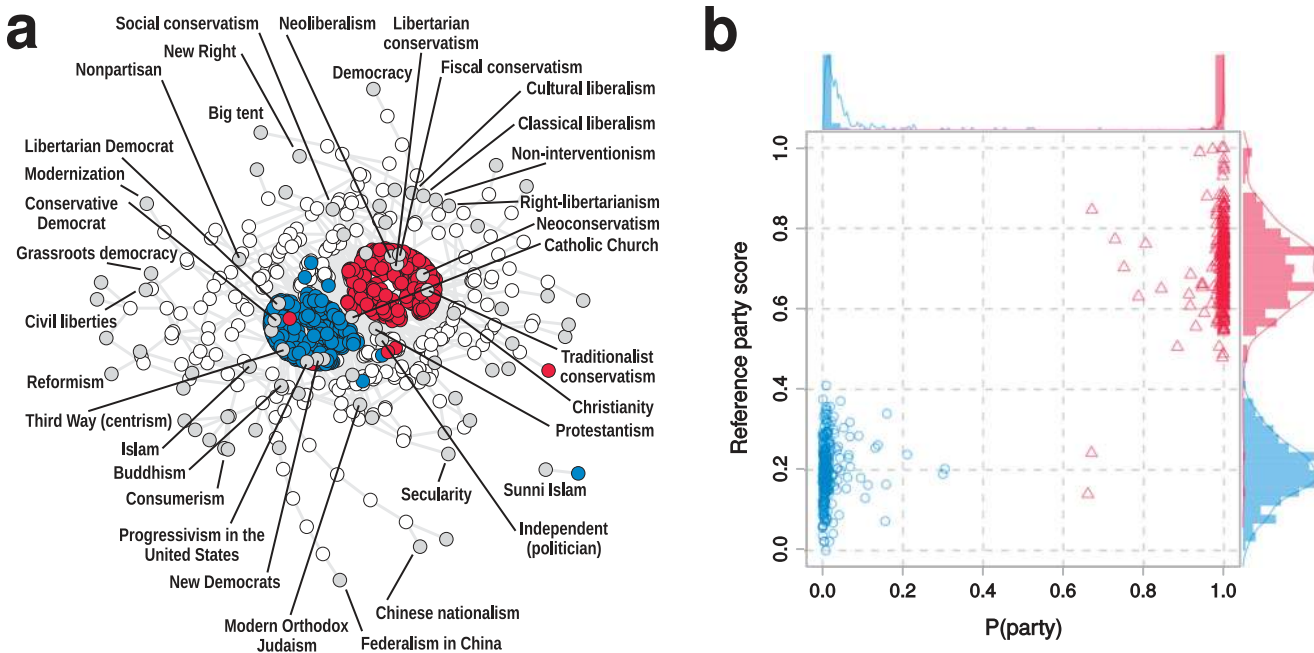 a
Social conservatism
Neoliberalism
Libertarian
conservatism
New Right
Fiscal conservatism
Nonpartisan
Democracy
Cultural liberalism
Big tent
Classical liberalism
Libertarian Democrat
Non-interventionism
Modernization
Conservative
Democrat
Right-libertarianism
Neoconservatism
Catholic Church
Grassroots democracy
Civil liberties
Reformism
Traditionalist
conservatism
Third Way (centrism)
Christianity
Islam
Protestantism
Buddhism
Consumerism
Secularity
Sunni Islam
Progressivism in the
United States
Independent
(politician)
New Democrats
Modern Orthodox
Judaism
Chinese nationalism
Federalism in China
b
Reference party score
1.0
0.8
0.6
0.4
0.2
0.0
0.0 0.2 0.4 0.6 0.8 1.0
P(party)